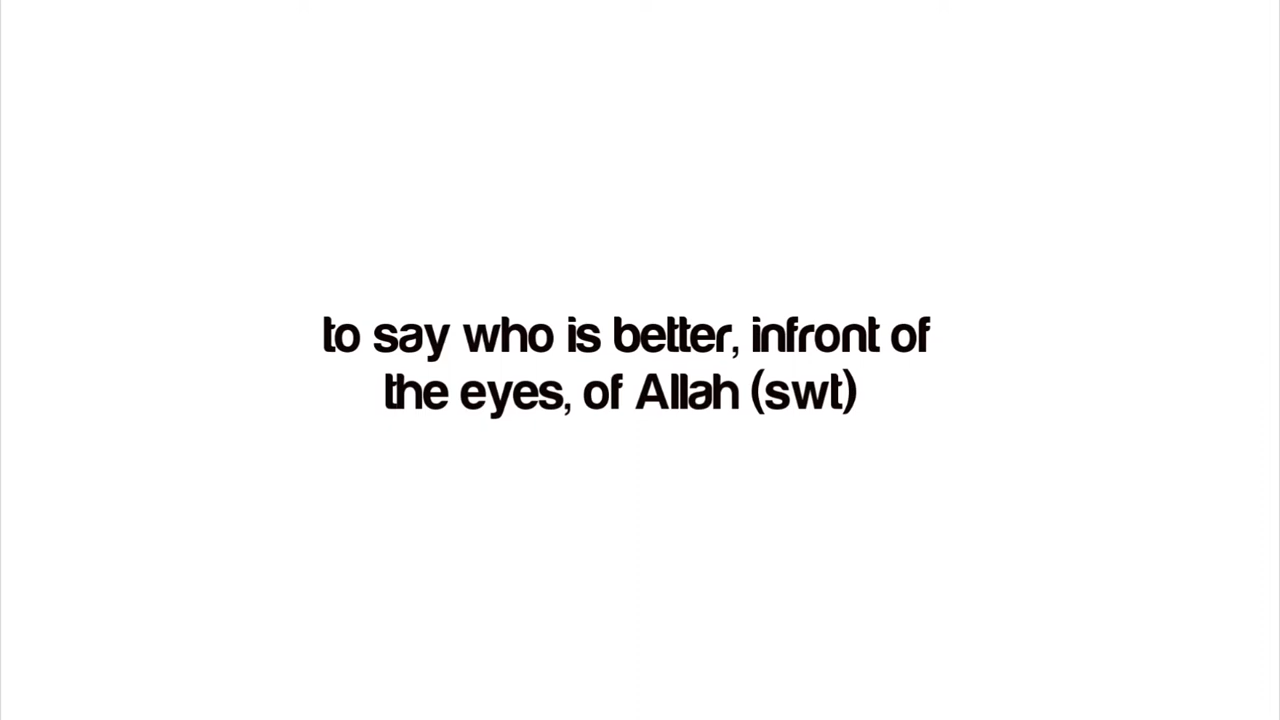 to say who is better, infront of
the eyes, of Allah (swt)